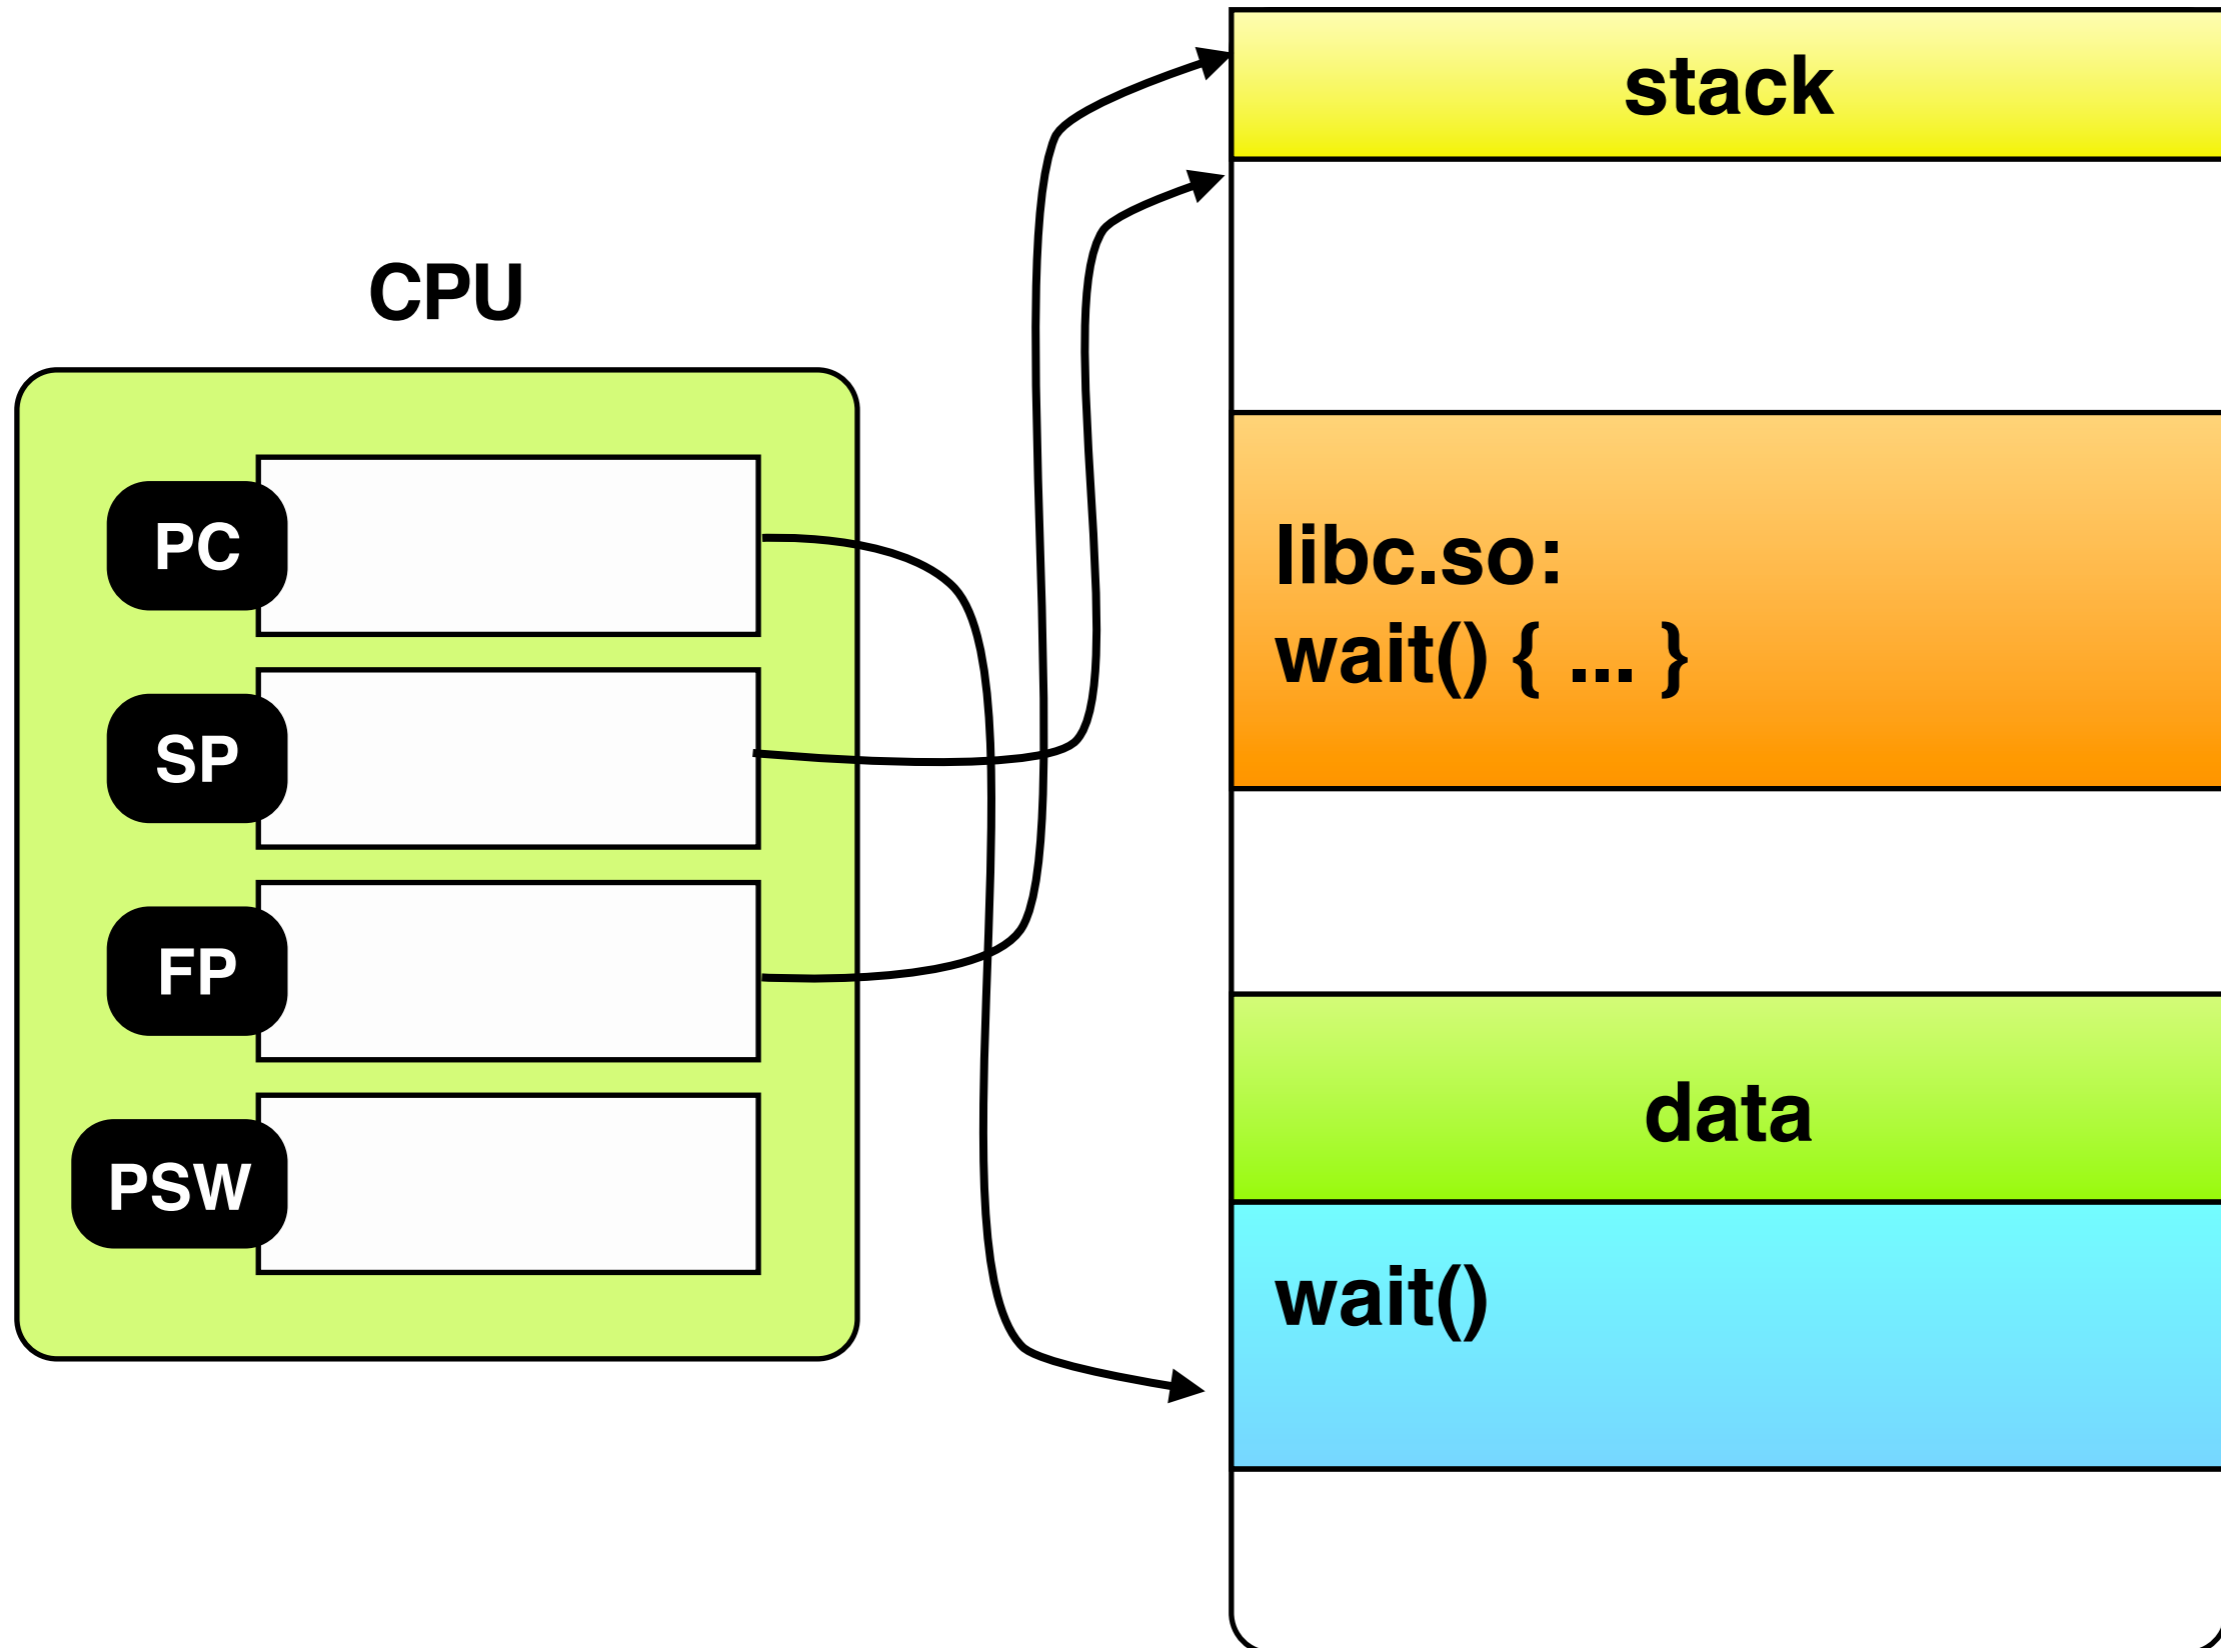 CPU
PC
SP
FP
PSW
stack
libc.so:
wait() { ... }
data
wait()